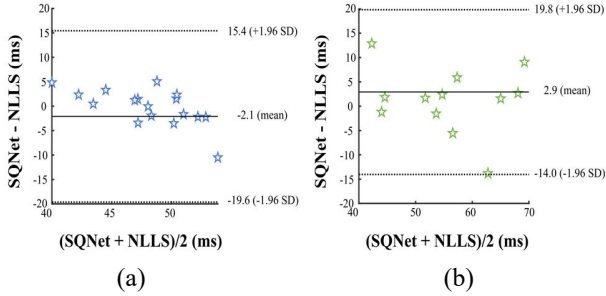 (a)
SQNet - NLLS (ms)
20
15
10
5
0
-5
-10
-15
-20
40
45
50
(SQNet + NLLS)/2 (ms)
15.4 (+1.96 SD)
-2.1 (mean)
-19.6 (-1.96 SD)
(a)
(b)
SQNet - NLLS (ms)
20
15
10
5
0
-5
-10
-15
-20
40
50
60
70
(SQNet + NLLS)/2 (ms)
19.8 (+1.96 SD)
2.9 (mean)
-14.0 (-1.96 SD)
(b)